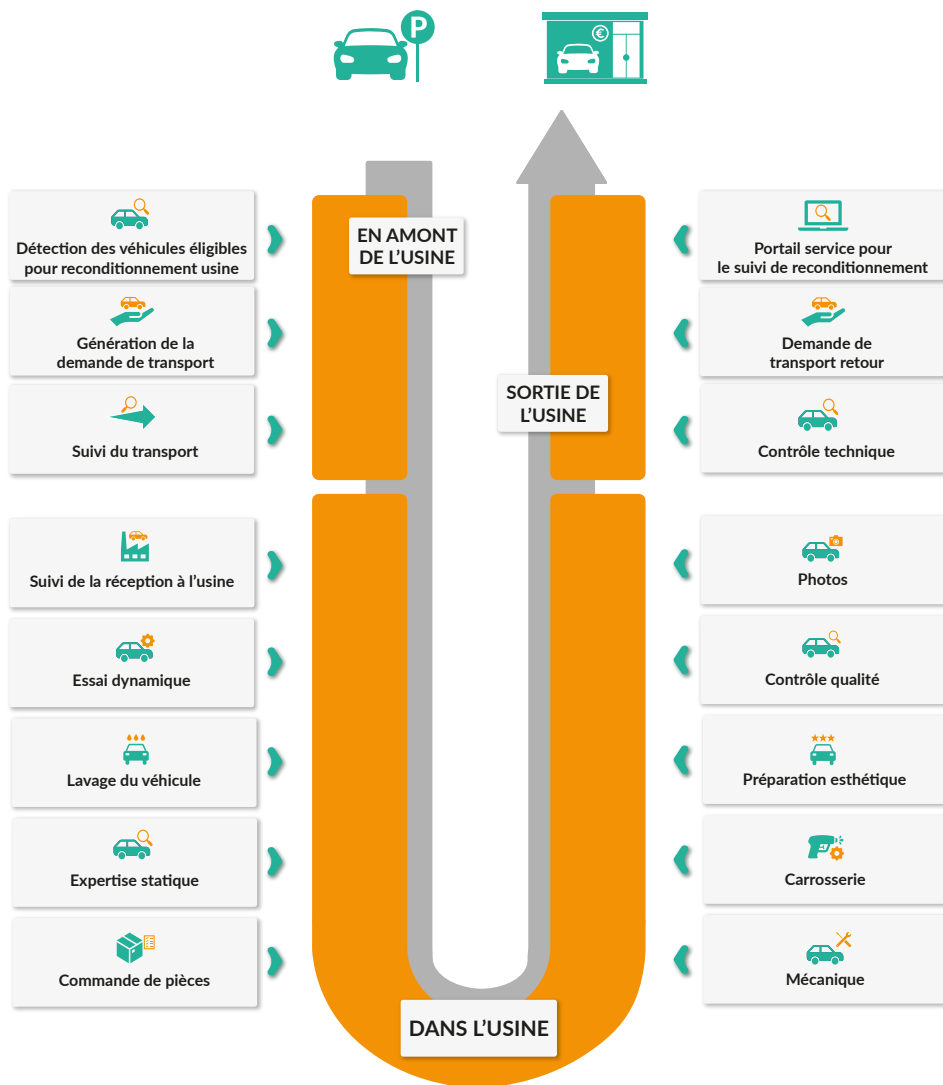 P
€
EN AMONT
DE L'USINE
Détection des véhicules éligibles
pour reconditionnement usine
Génération de la
demande de transport
Suivi du transport
Suivi de la réception à l'usine
Essai dynamique
Lavage du véhicule
Expertise statique
Commande de pièces
DANS L'USINE
Mécanique
Carrosserie
Préparation esthétique
Contrôle qualité
Photos
SORTIE DE
L'USINE
Contrôle technique
Demande de
transport retour
Portail service pour
le suivi de reconditionnement